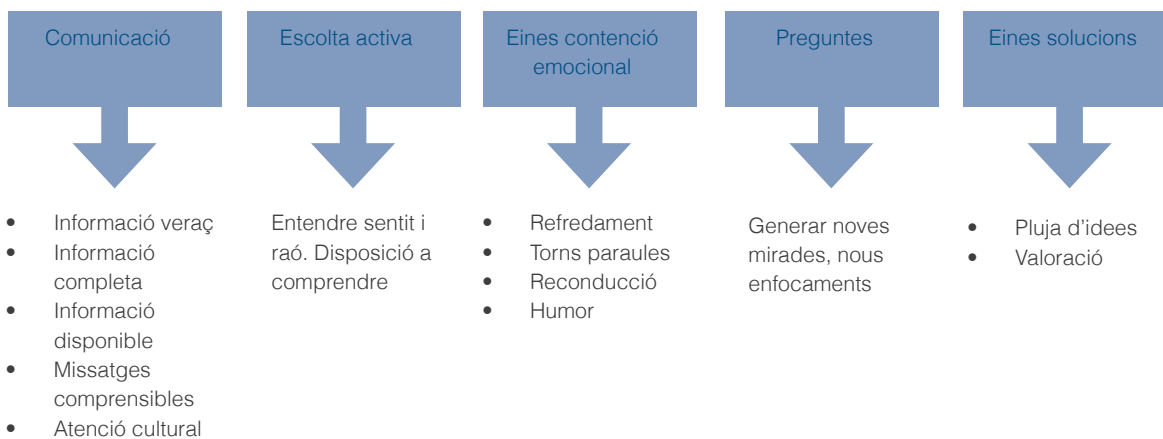 Comunicació
• Informació veraç
• Informació
completa
• Informació
disponible
• Missatges
comprensibles
• Atenció cultural
Escolta activa
Entendre sentit i
raó. Disposició a
comprendre
Eines contenció
emocional
• Refredament
• Torns paraules
• Reconducció
• Humor
Preguntes
Generar noves
mirades, nous
enfocaments
Eines solucions
• Pluja d’idees
• Valoració